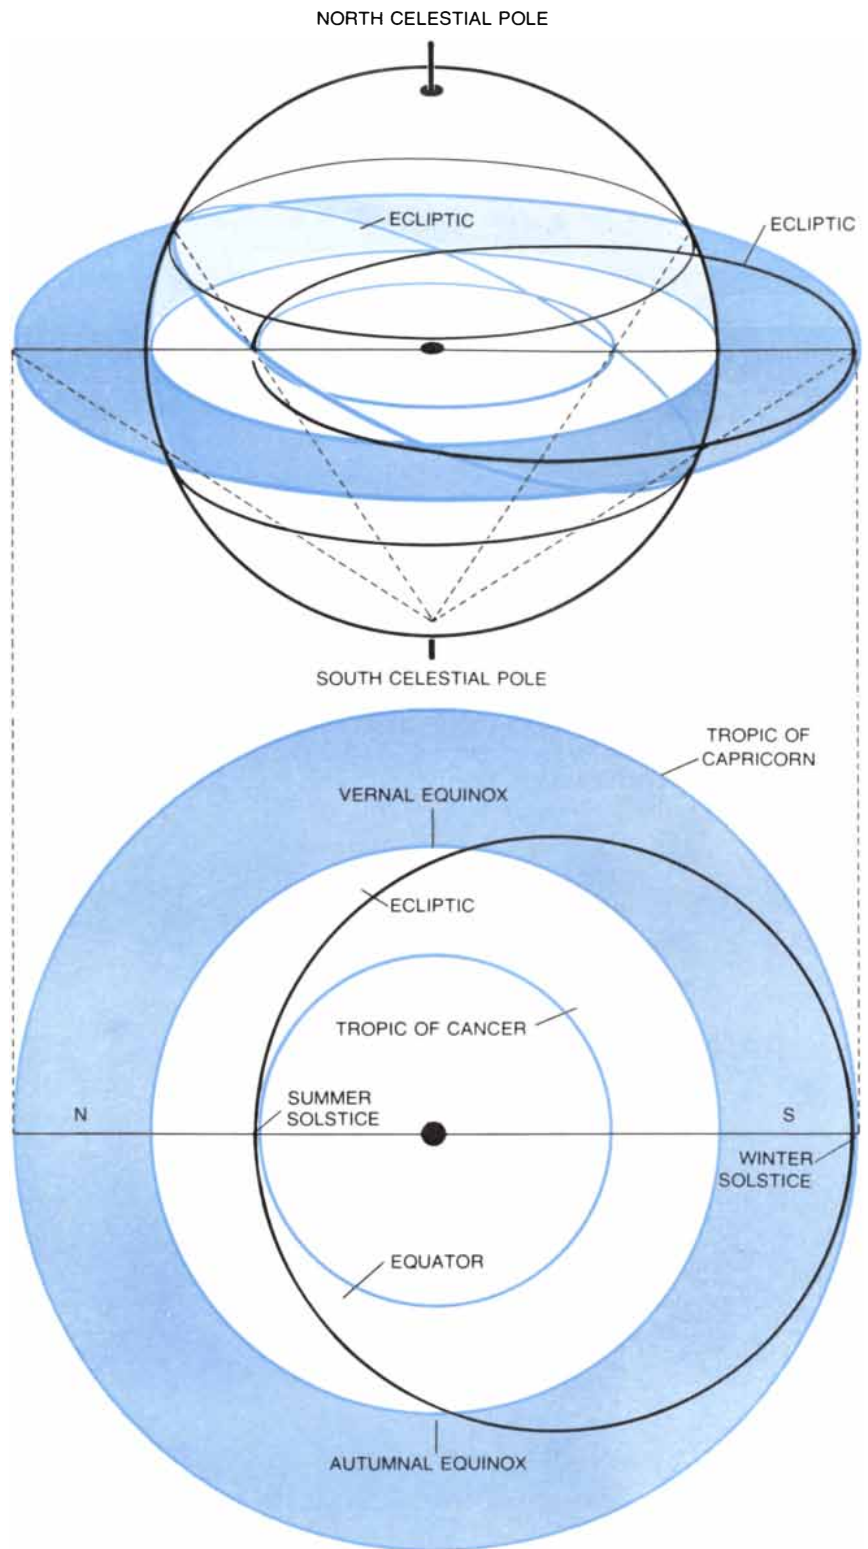 NORTH CELESTIAL POLE
ECLIPTIC
ECLIPTIC
SOUTH CELESTIAL POLE
TROPIC OF
CAPRICORN
VERNAL EQUINOX
ECLIPTIC
TROPIC OF CANCER
SUMMER
SOLSTICE
N
S
WINTER
SOLSTICE
EQUATOR
AUTUMNAL EQUINOX